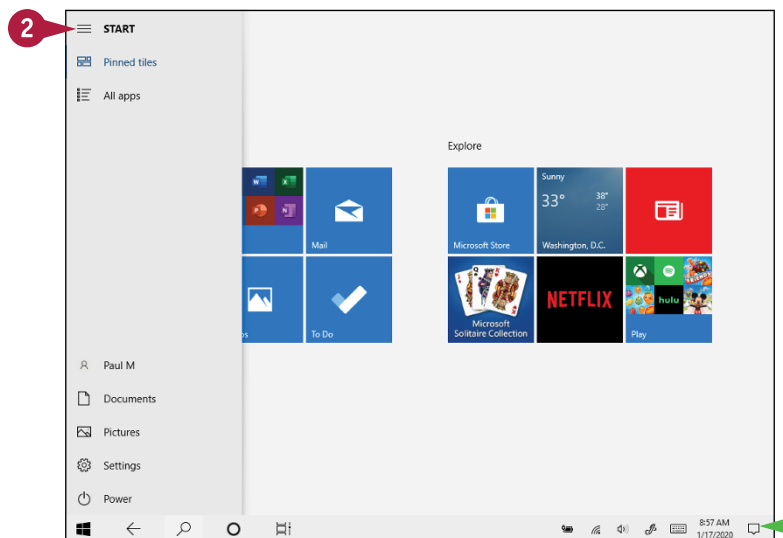 2
START
Pinned tiles
All apps
Explore
Mail
Microsoft Store
Sunny
33°
38°
28°
Washington, D.C.
os
To Do
Microsoft
Solitaire Collection
NETFLIX
hulu
Play
Paul M
Documents
Pictures
Settings
Power
8:57 AM
1/17/2020